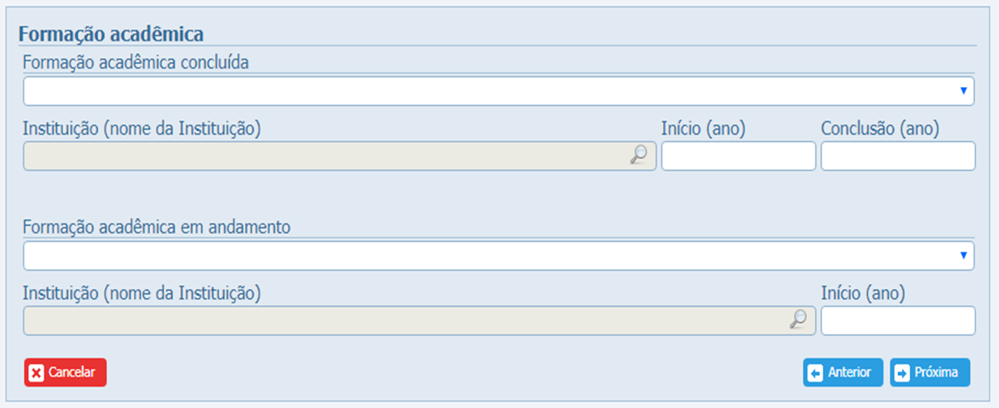 Formação acadêmica
Formação acadêmica concluída
Instituição (nome da Instituição) Início (ano) Conclusão (ano)
Formação acadêmica em andamento
Instituição (nome da Instituição) Início (ano)
Cancelar Anterior Próxima